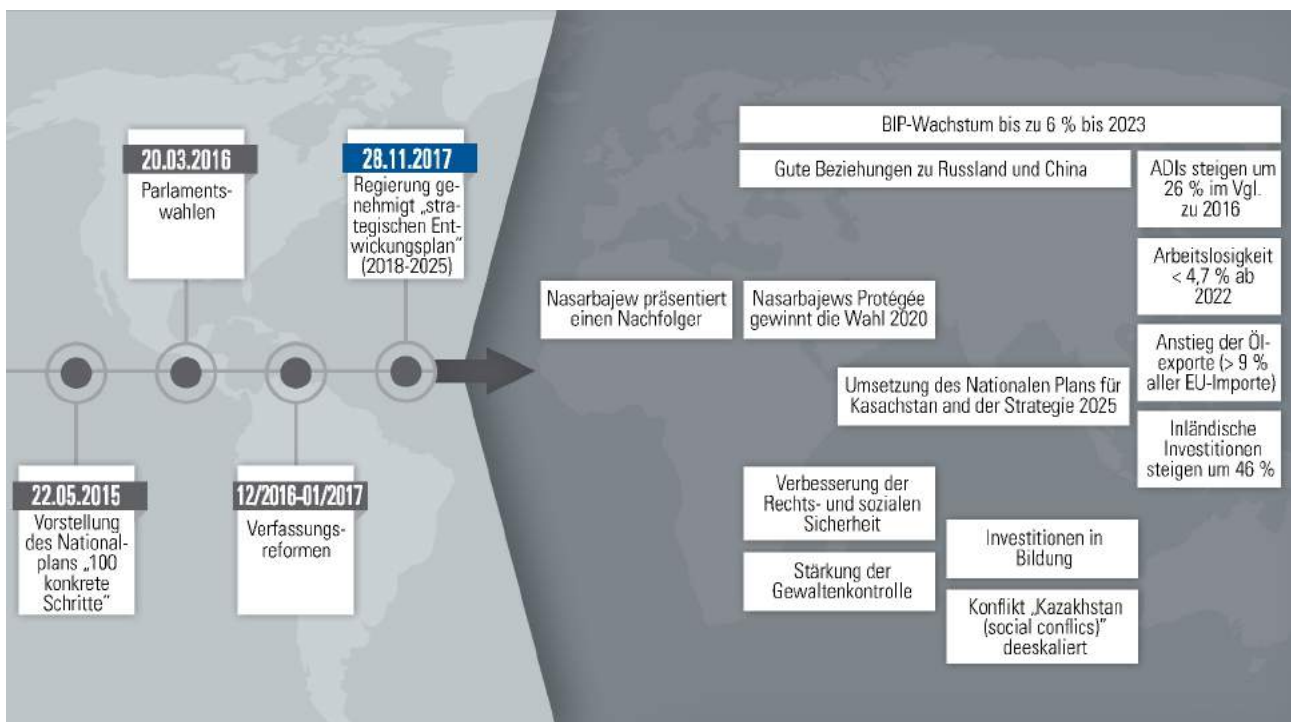 20.03.2016
Parlaments-
wahlen
28.11.2017
Regierung ge-
nehmigt „stra-
tegischen Ent-
wickungsplan“
(2018-2025)
22.05.2015
Vorstellung
des National-
plans „100
konkrete
Schritte“
12/2016-01/2017
Verfassungs-
reformen
Nasarbajew präsentiert
einen Nachfolger
Nasarbajews Protégée
gewinnt die Wahl 2020
BIP-Wachstum bis zu 6 % bis 2023
Gute Beziehungen zu Russland und China
ADIs steigen um
26 % im Vgl.
zu 2016
Arbeitslosigkeit
< 4,7 % ab
2022
Anstieg der Öl-
exporte (> 9 %
aller EU-Importe)
Umsetzung des Nationalen Plans für
Kasachstan and der Strategie 2025
Inländische
Investitionen
steigen um 46 %
Verbesserung der
Rechts- und sozialen
Sicherheit
Stärkung der
Gewaltenkontrolle
Investitionen in
Bildung
Konflikt „Kazakhstan
(social conflics)“
deeskaliert